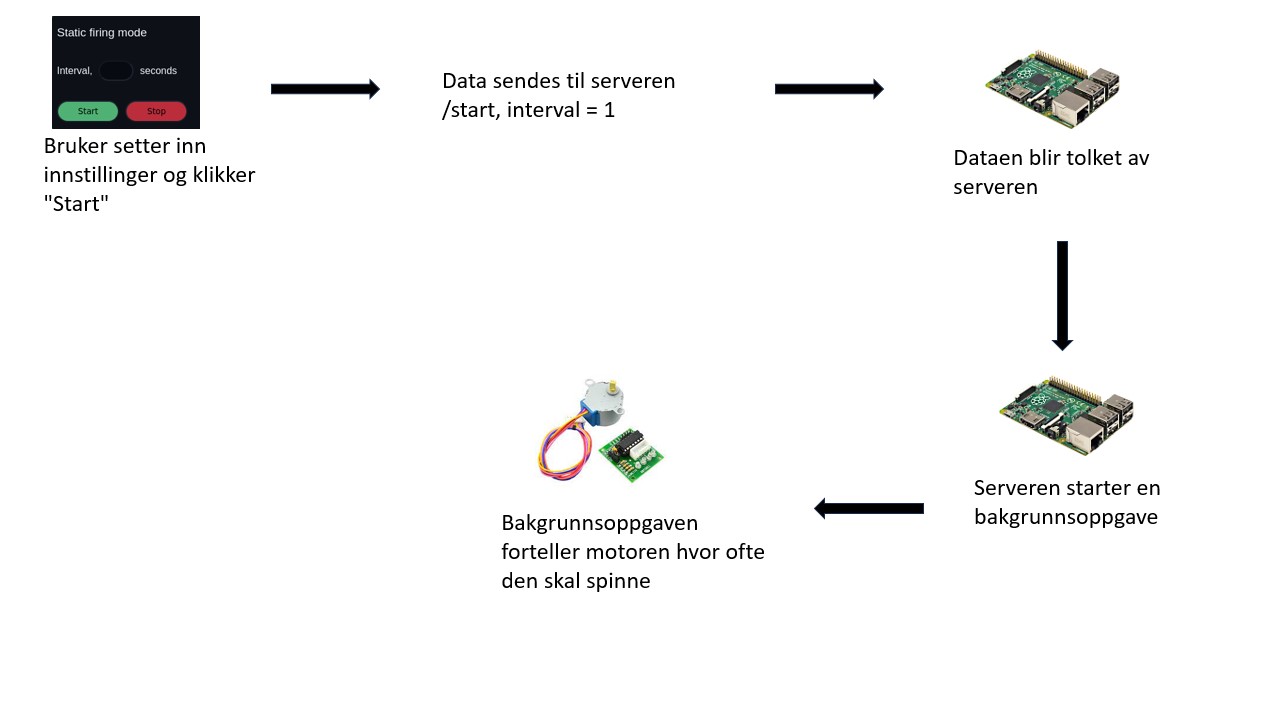 Static firing mode
Interval, seconds
Start Stop
Bruker setter inn
innstillinger og klikker
"Start"
Data sendes til serveren
/start, interval = 1
Dataen blir tolket av
serveren
Serveren starter en
bakgrunnsoppgave
Bakgrunnsoppgaven
forteller motoren hvor ofte
den skal spinne